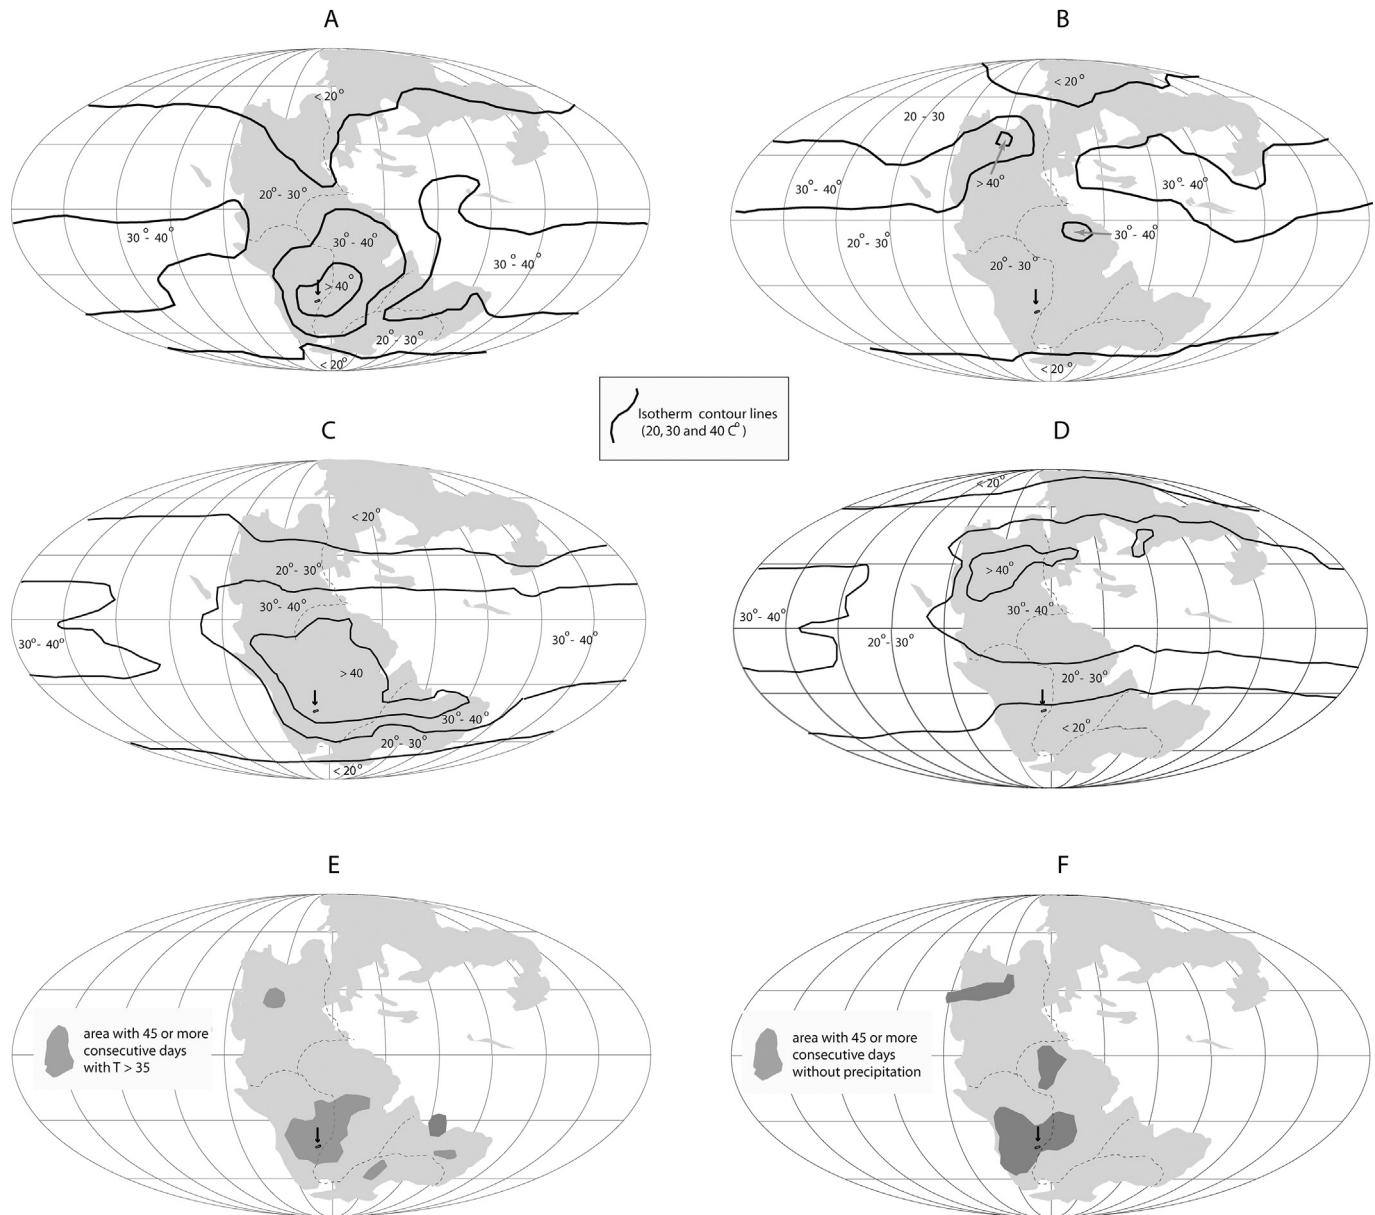 A
B
< 20°
20° - 30°
30° - 40°
30° - 40°
> 40°
30° - 40°
20° - 30°
< 20°
< 20°
20 - 30
> 40°
30° - 40°
30° - 40°
20° - 30°
30° - 40°
20° - 30°
< 20°
Isotherm contour lines
(20, 30 and 40 C°)
C
D
< 20°
20° - 30°
30° - 40°
30° - 40°
30° - 40°
> 40
30° - 40°
20° - 30°
< 20°
< 20°
> 40°
30° - 40°
30° - 40°
20° - 30°
20° - 30°
< 20°
E
F
area with 45 or more
consecutive days
with T > 35
area with 45 or more
consecutive days
without precipitation